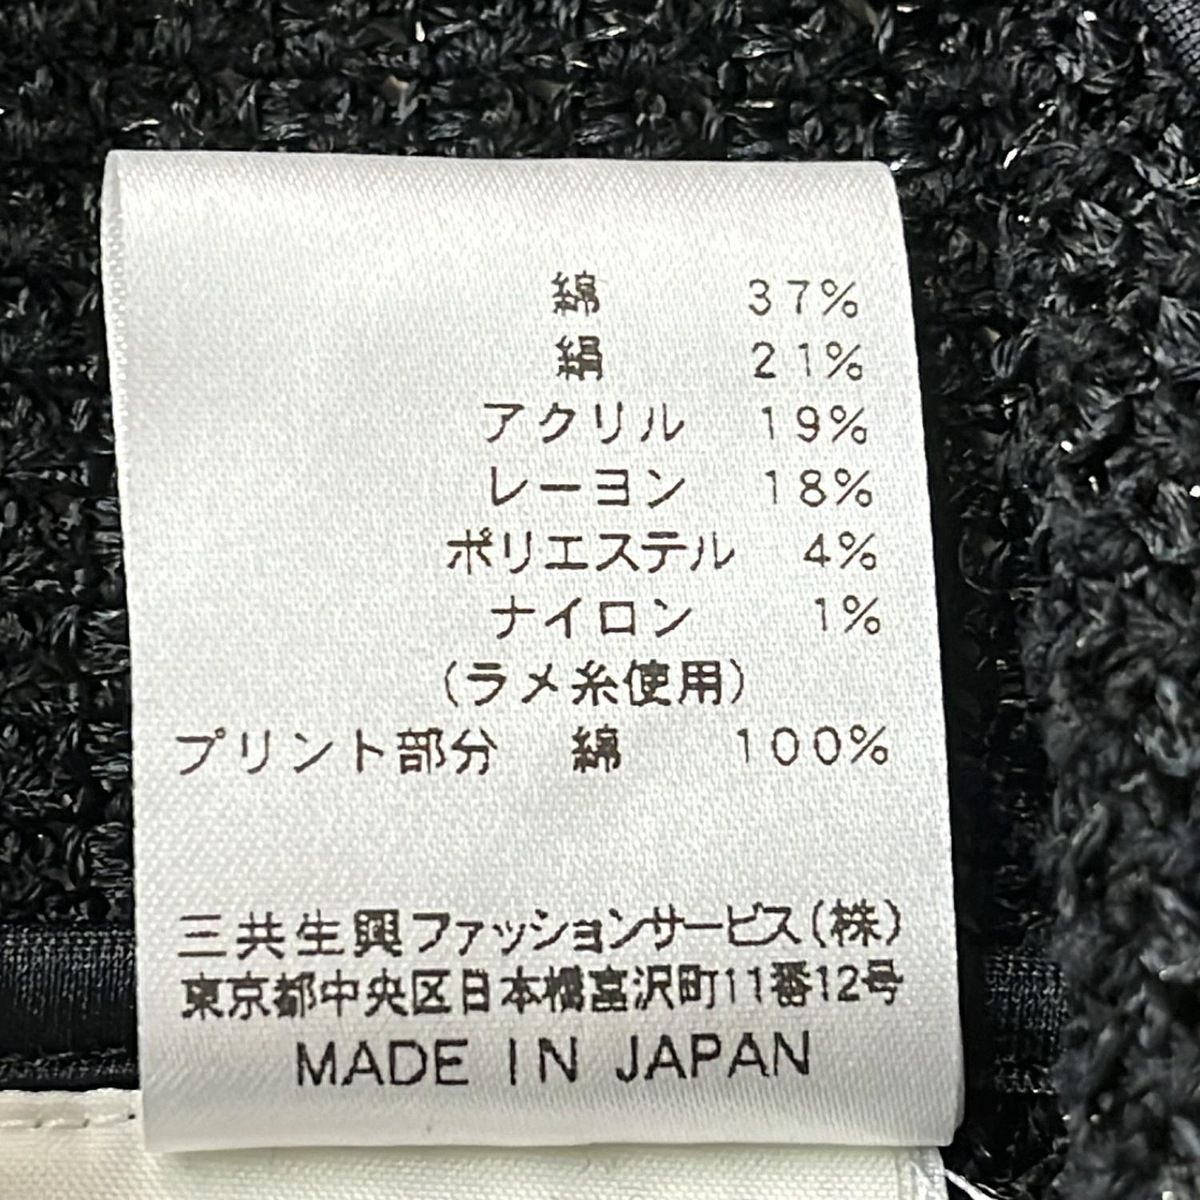 綿 37%
絹 21%
アクリル 19%
レーヨン 18%
ポリエステル 4%
ナイロン 1%
(ラメ糸使用)
プリント部分 綿 100%
三共生興ファッションサービス(株)
東京都中央区日本橋富沢町11番12号
MADE IN JAPAN